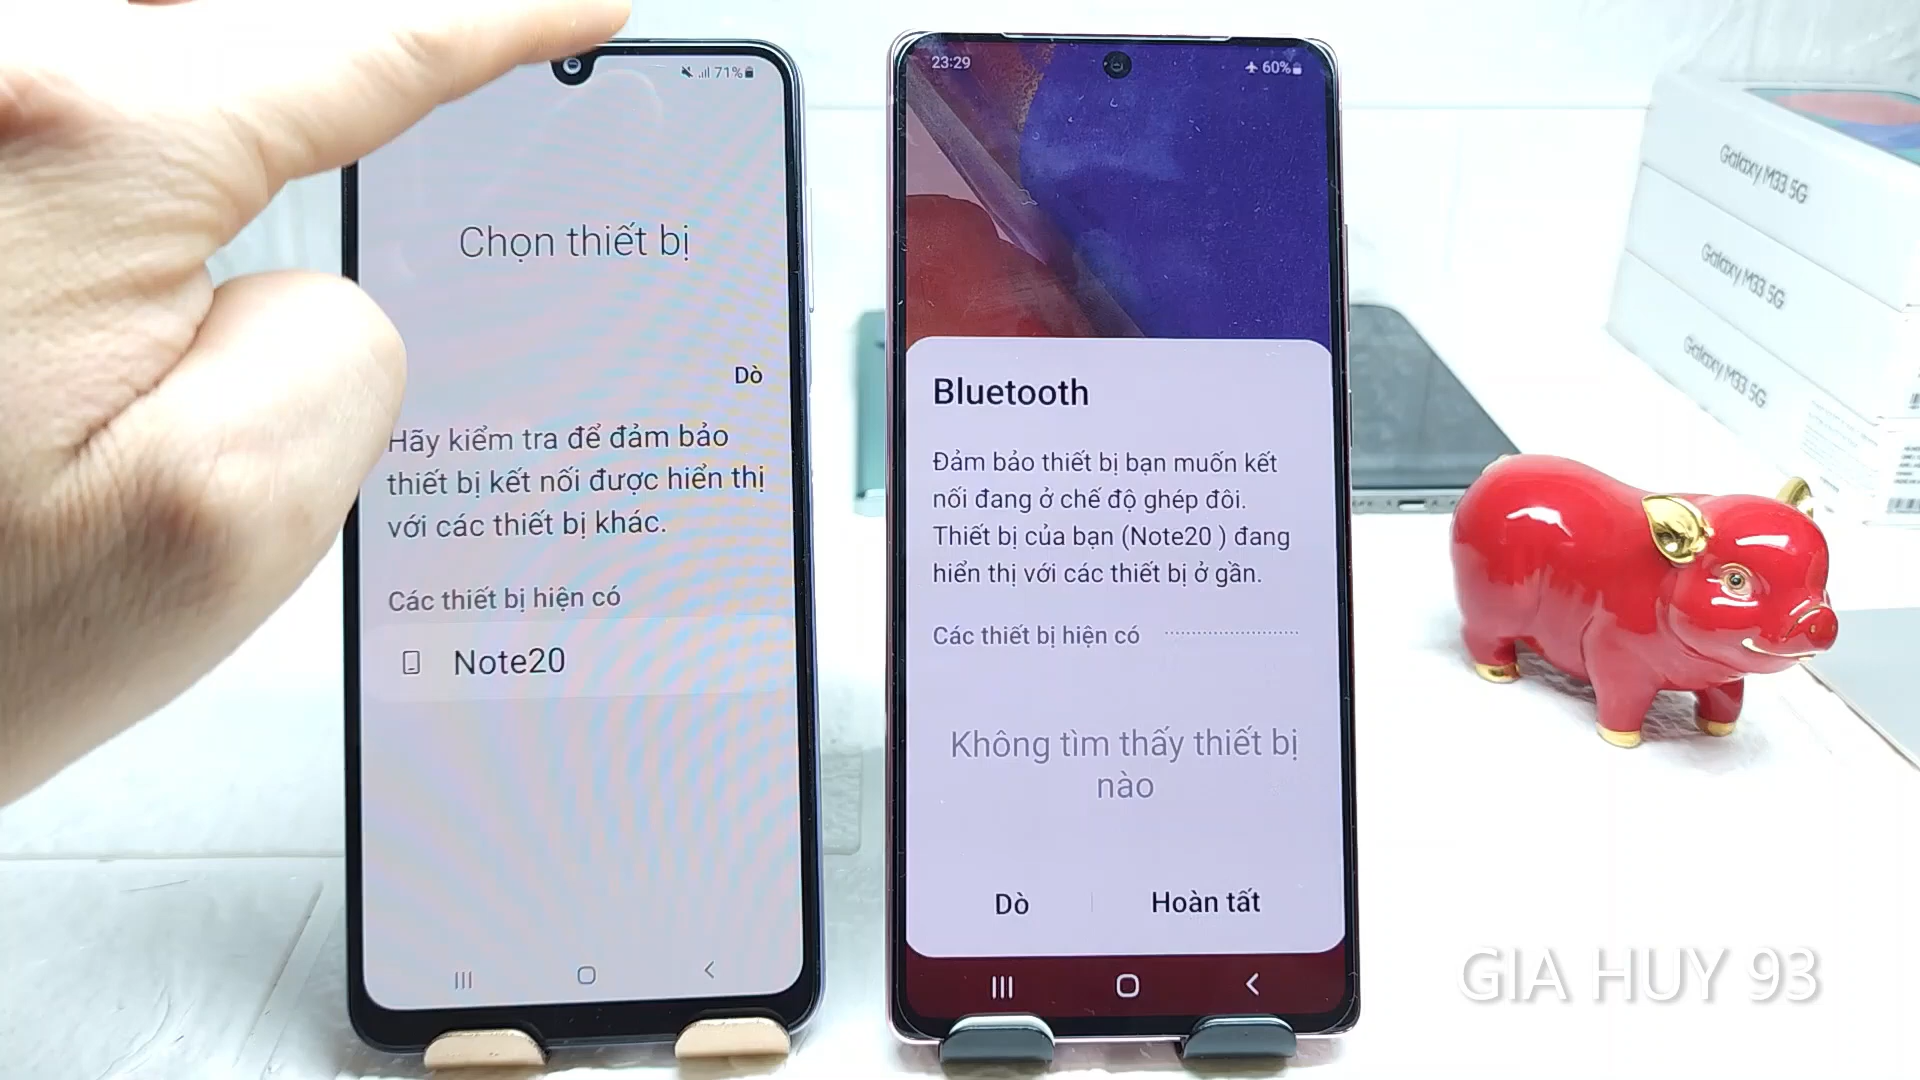 71%
Chọn thiết bị
Dò
Hãy kiểm tra để đảm bảo
thiết bị kết nối được hiển thị
với các thiết bị khác.
Các thiết bị hiện có
Note20
23:29
60%
Bluetooth
Đảm bảo thiết bị bạn muốn kết
nối đang ở chế độ ghép đôi.
Thiết bị của bạn (Note20 ) đang
hiển thị với các thiết bị ở gần.
Các thiết bị hiện có
Không tìm thấy thiết bị
nào
Dò
Hoàn tất
Galaxy M33 5G
Galaxy M33 5G
Galaxy M33 5G
GIA HUY 93